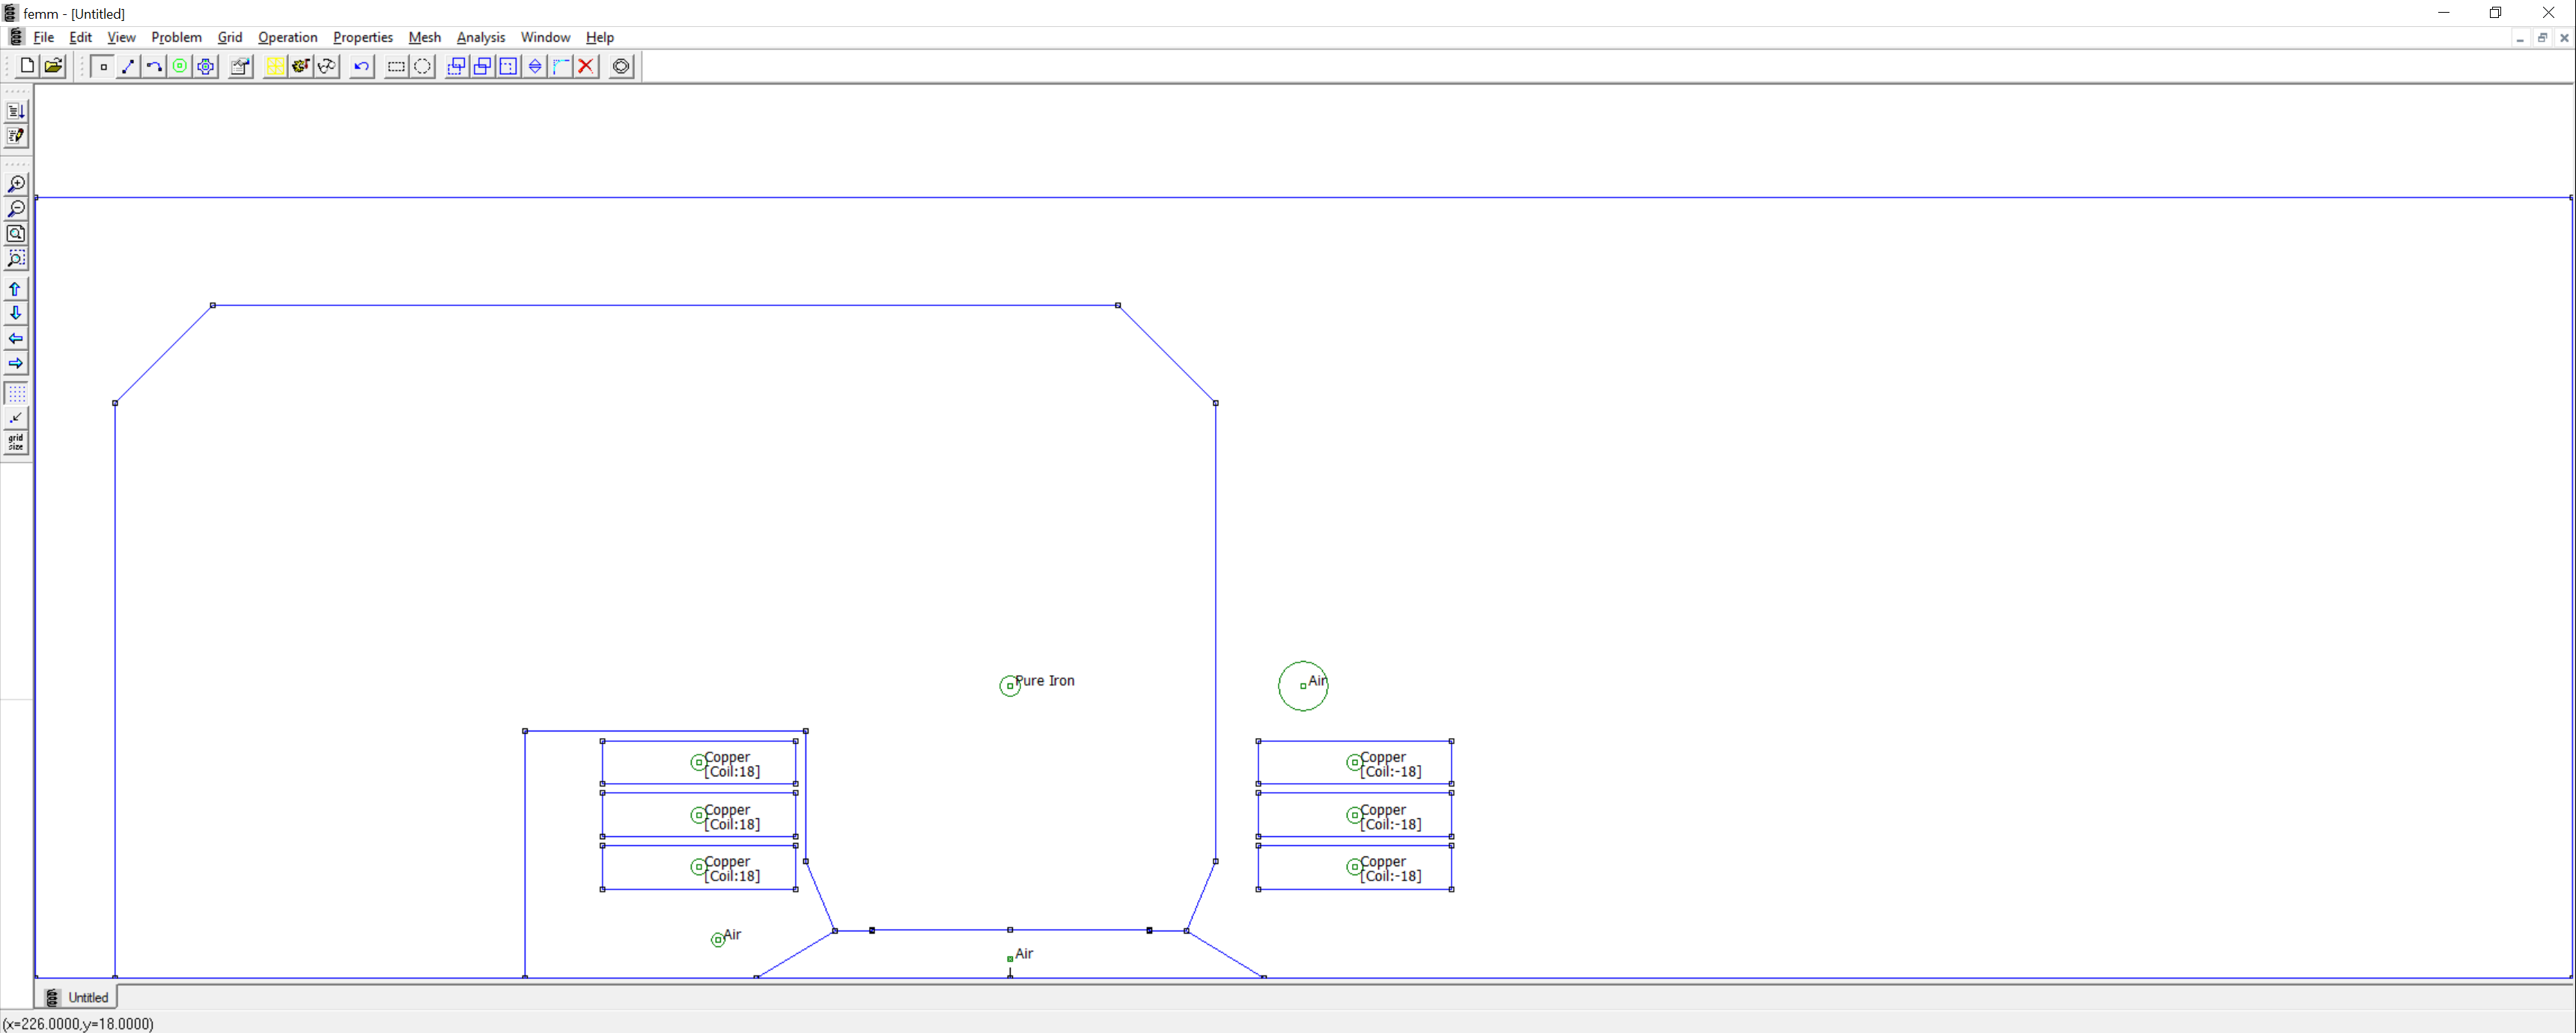 femm - [Untitled]
File Edit View Problem Grid Operation Properties Mesh Analysis Window Help
grid
size
Pure Iron
Air
Copper
[Coil:18]
Copper
[Coil:-18]
Copper
[Coil:18]
Copper
[Coil:-18]
Copper
[Coil:18]
Copper
[Coil:-18]
Air
Air
Untitled
(x=226.0000,y=18.0000)